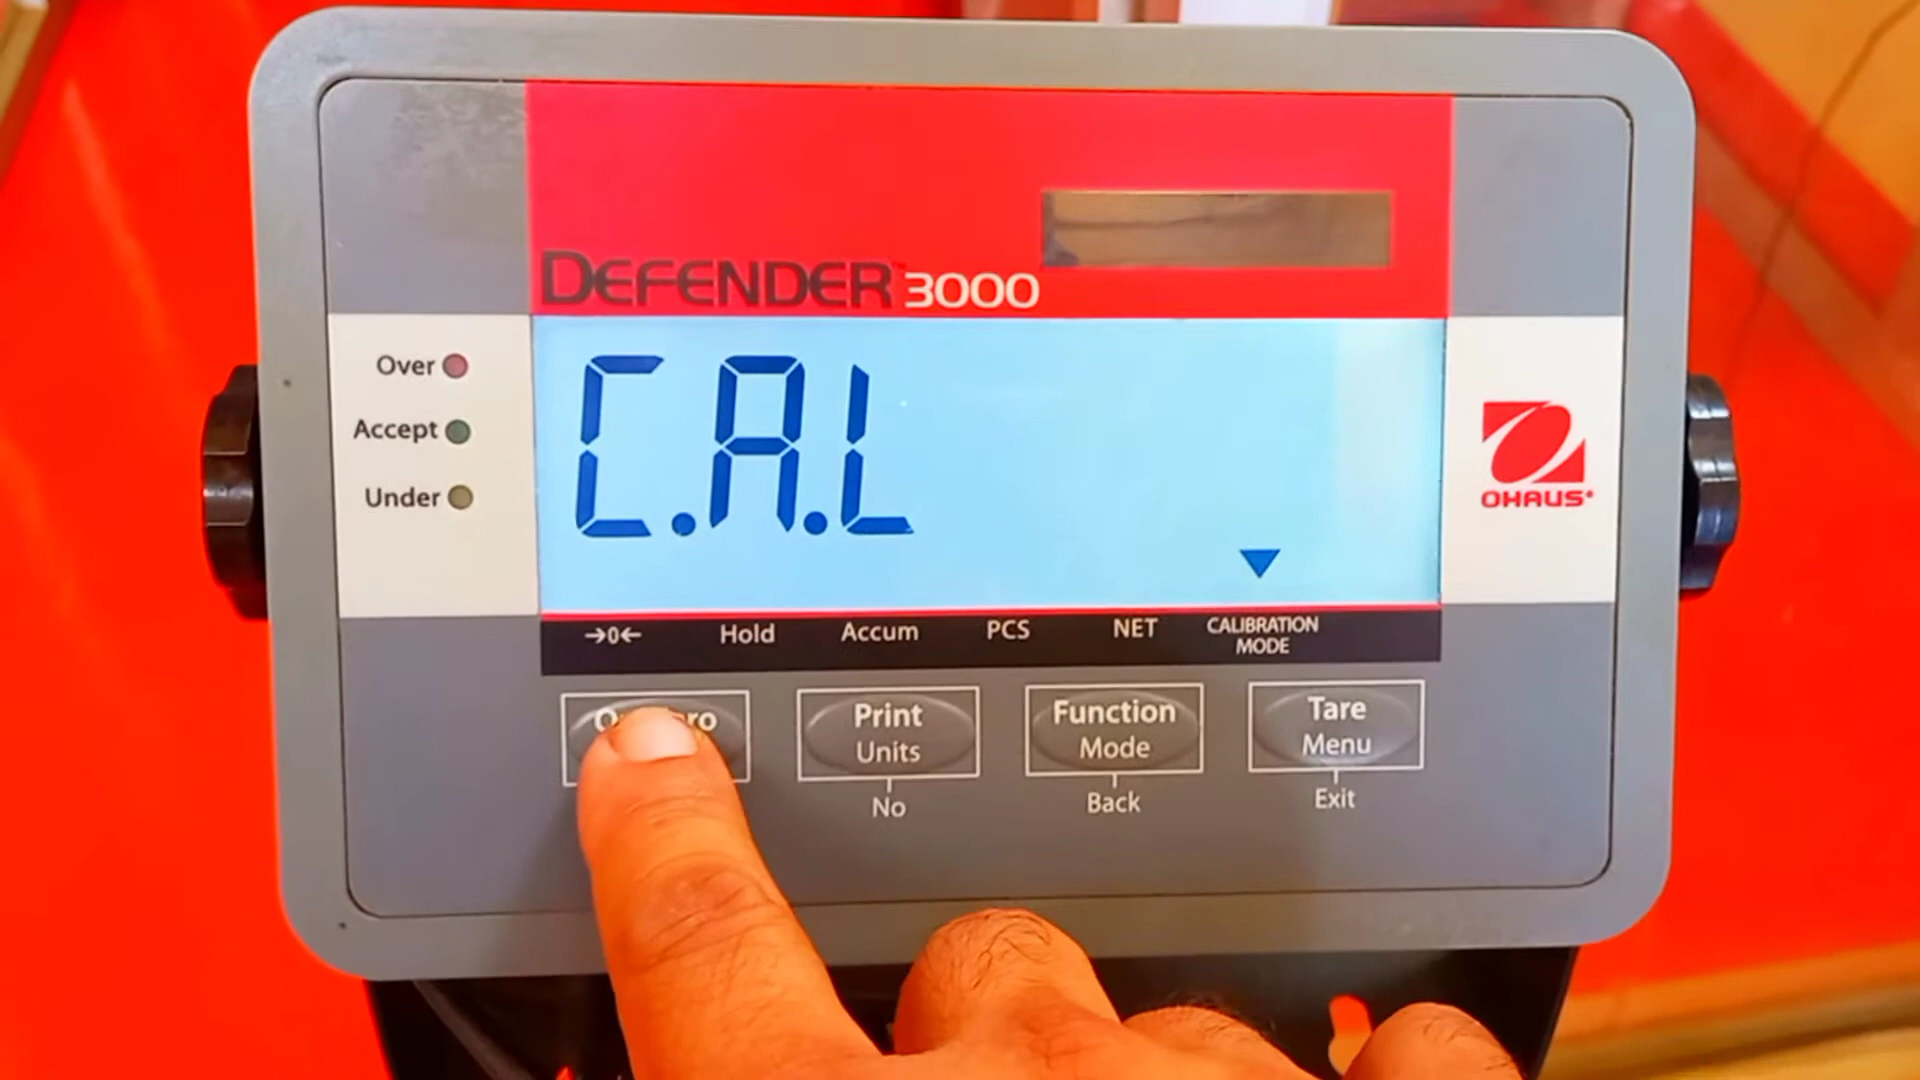 DEFENDER™ 3000
Over
Accept
Under
C.A.L
OHAUS®
→0← Hold Accum PCS NET CALIBRATION MODE
Print
Units
No
Function
Mode
Back
Tare
Menu
Exit